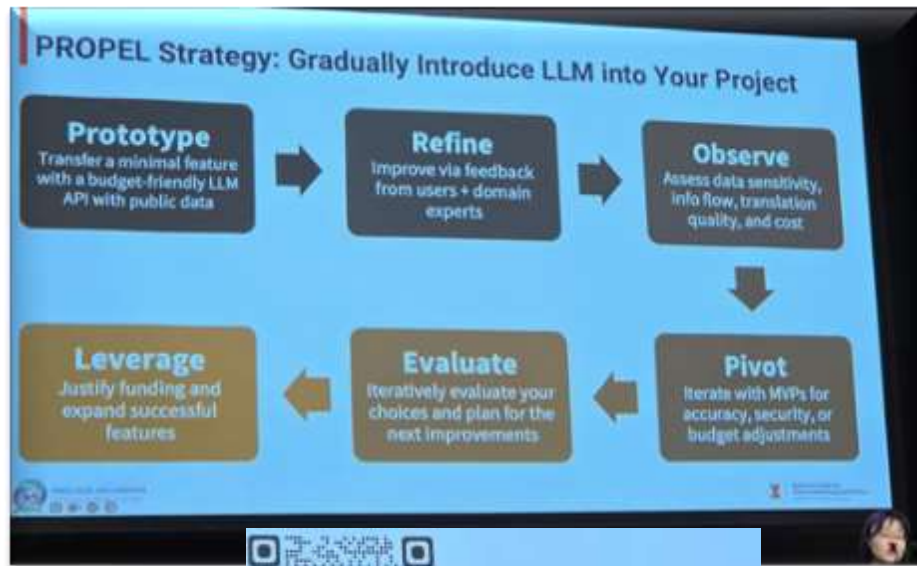 PROPEL Strategy: Gradually Introduce LLM into Your Project
Prototype
Transfer a minimal feature
with a budget-friendly LLM
API with public data
Refine
Improve via feedback
from users + domain
experts
Observe
Assess data sensitivity,
info flow, translation
quality, and cost
Pivot
Iterate with MVPs for
accuracy, security, or
budget adjustments
Evaluate
Iteratively evaluate your
choices and plan for the
next improvements
Leverage
Justify funding and
expand successful
features